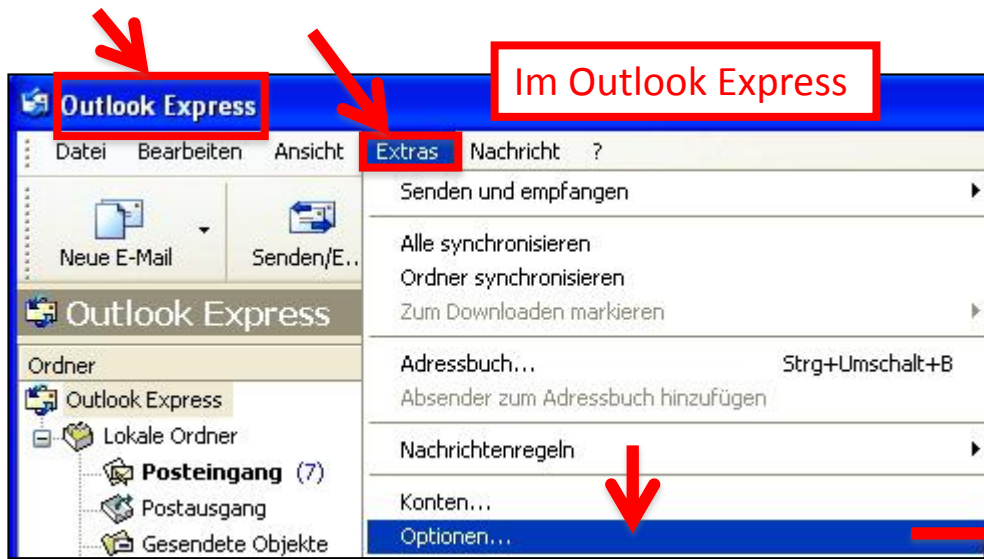 Im Outlook Express
Outlook Express
Datei Bearbeiten Ansicht Extras Nachricht ?
Neue E-Mail
Senden/E..
Senden und empfangen
Alle synchronisieren
Ordner synchronisieren
Zum Downloaden markieren
Adressbuch... Strg+Umschalt+B
Absender zum Adressbuch hinzufügen
Nachrichtenregeln
Konten...
Optionen...
Outlook Express
Ordner
Outlook Express
Lokale Ordner
Posteingang (7)
Postausgang
Gesendete Objekte